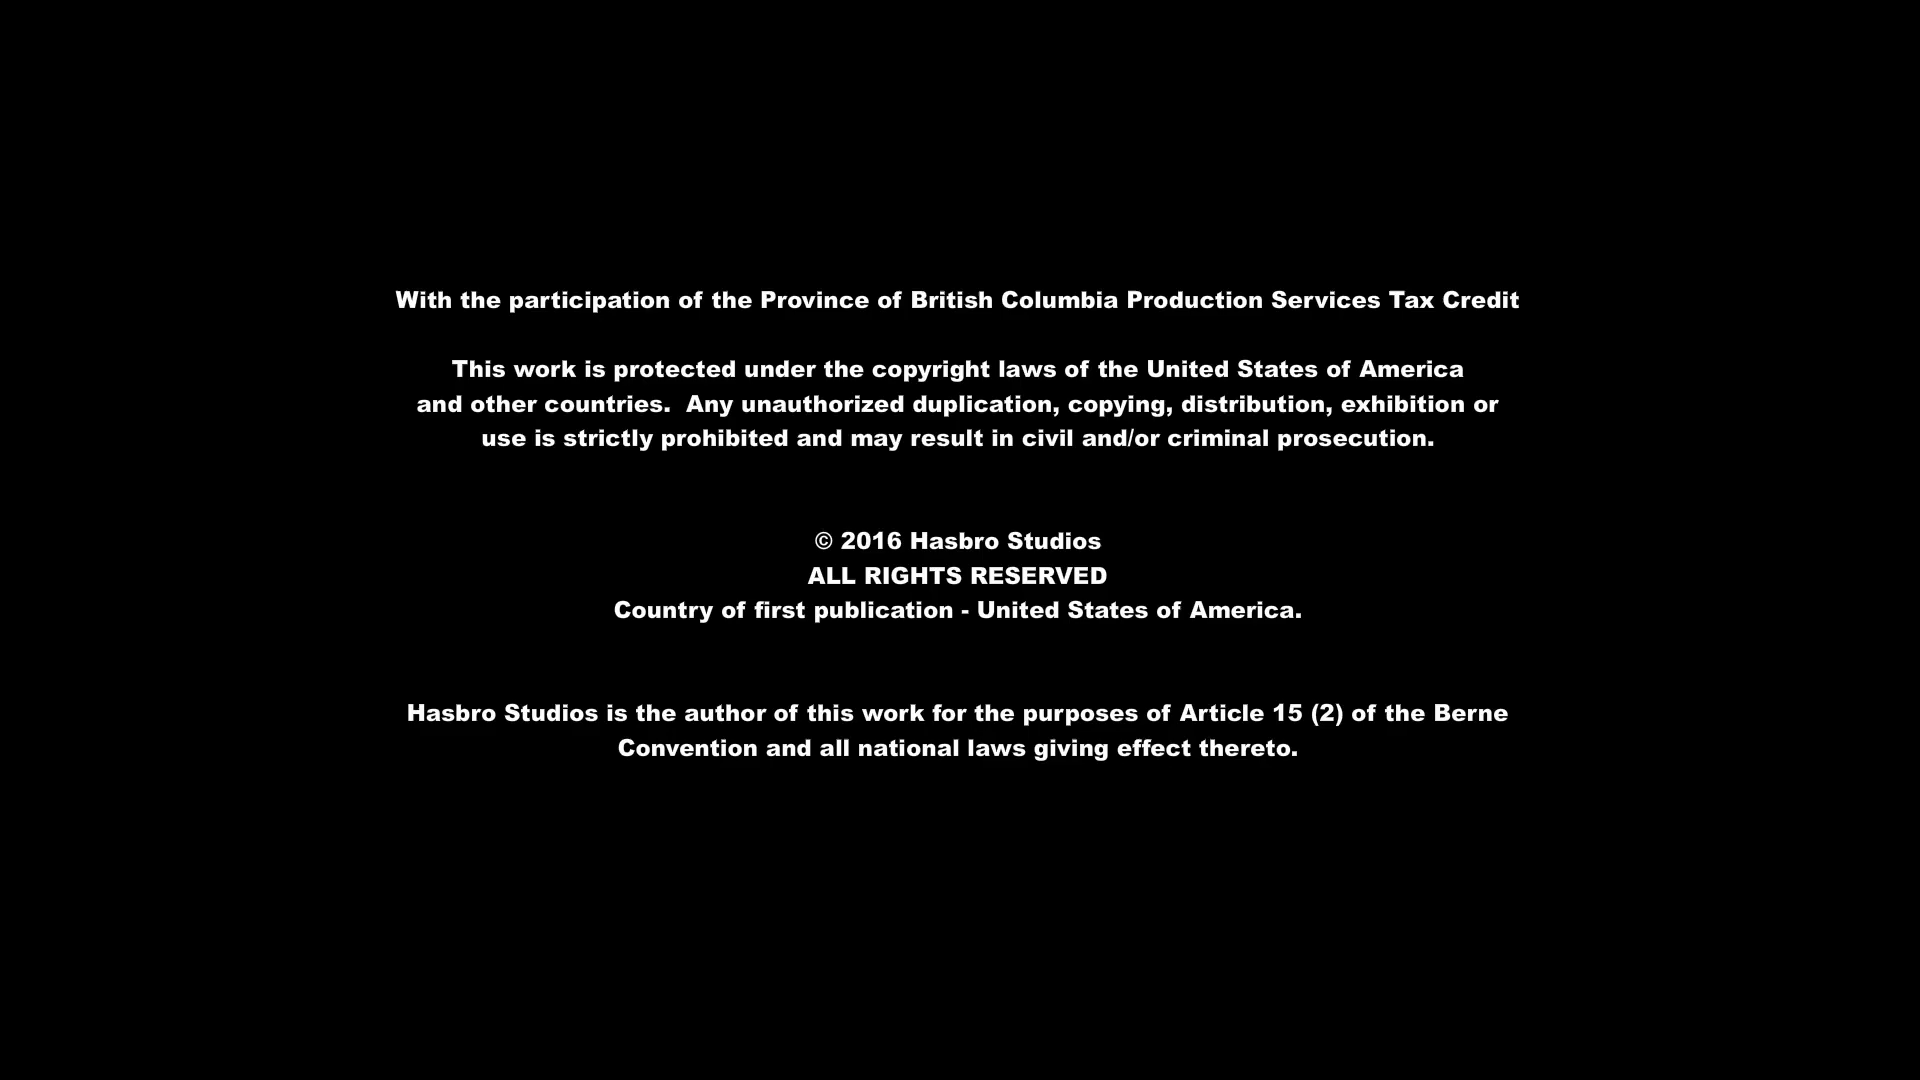 With the participation of the Province of British Columbia Production Services Tax Credit
This work is protected under the copyright laws of the United States of America
and other countries.  Any unauthorized duplication, copying, distribution, exhibition or
use is strictly prohibited and may result in civil and/or criminal prosecution.
© 2016 Hasbro Studios
ALL RIGHTS RESERVED
Country of first publication - United States of America.
Hasbro Studios is the author of this work for the purposes of Article 15 (2) of the Berne
Convention and all national laws giving effect thereto.